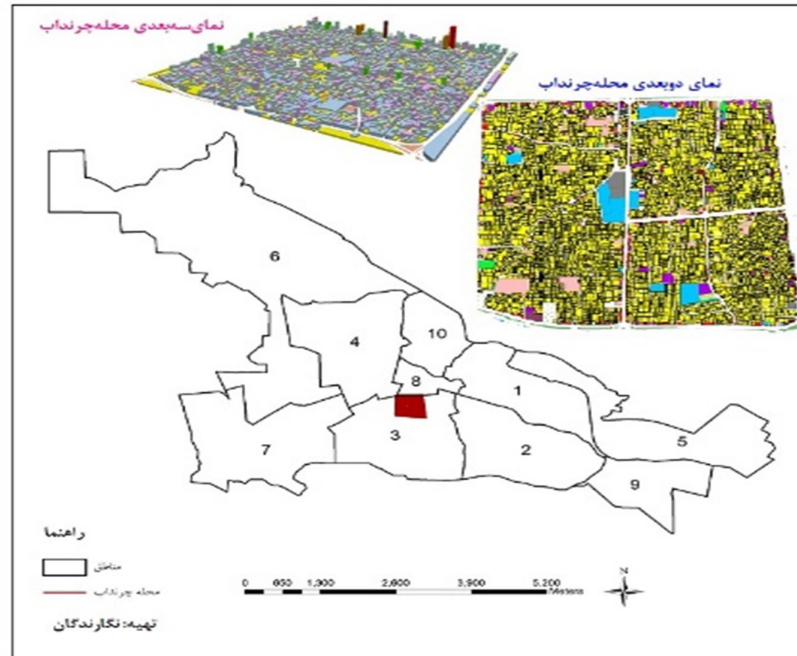 نمای سه‌بعدی محله چرنداب
نمای دوبعدی محله چرنداب
6
4
10
8
1
5
3
2
7
9
راهنما
مناطق
محله چرنداب
تهیه: نگارندگان
0 650 1,300 2,600 3,900 5,200
Meters
N